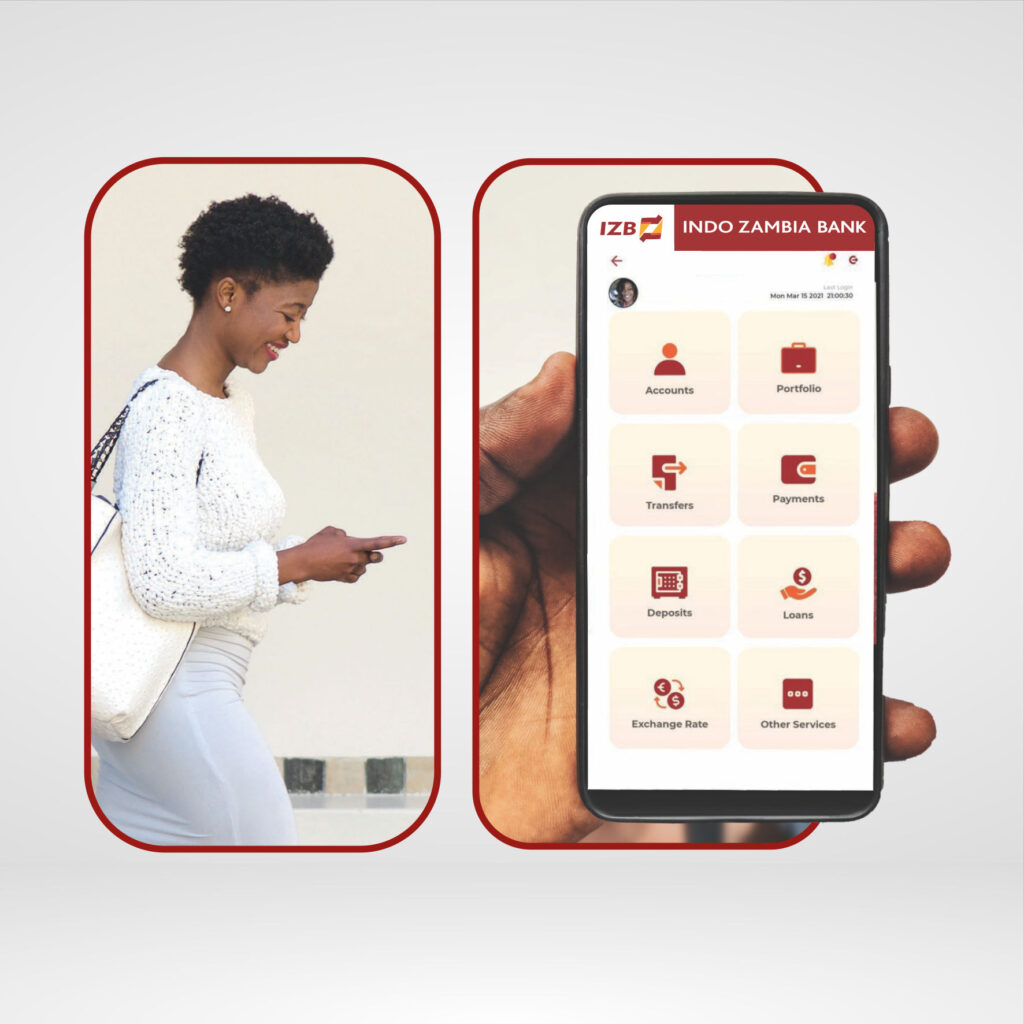 IZB
INDO ZAMBIA BANK
Last Login
Mon Mar 15 2021 21:00:30
Accounts
Portfolio
Transfers
Payments
Deposits
Loans
Exchange Rate
Other Services